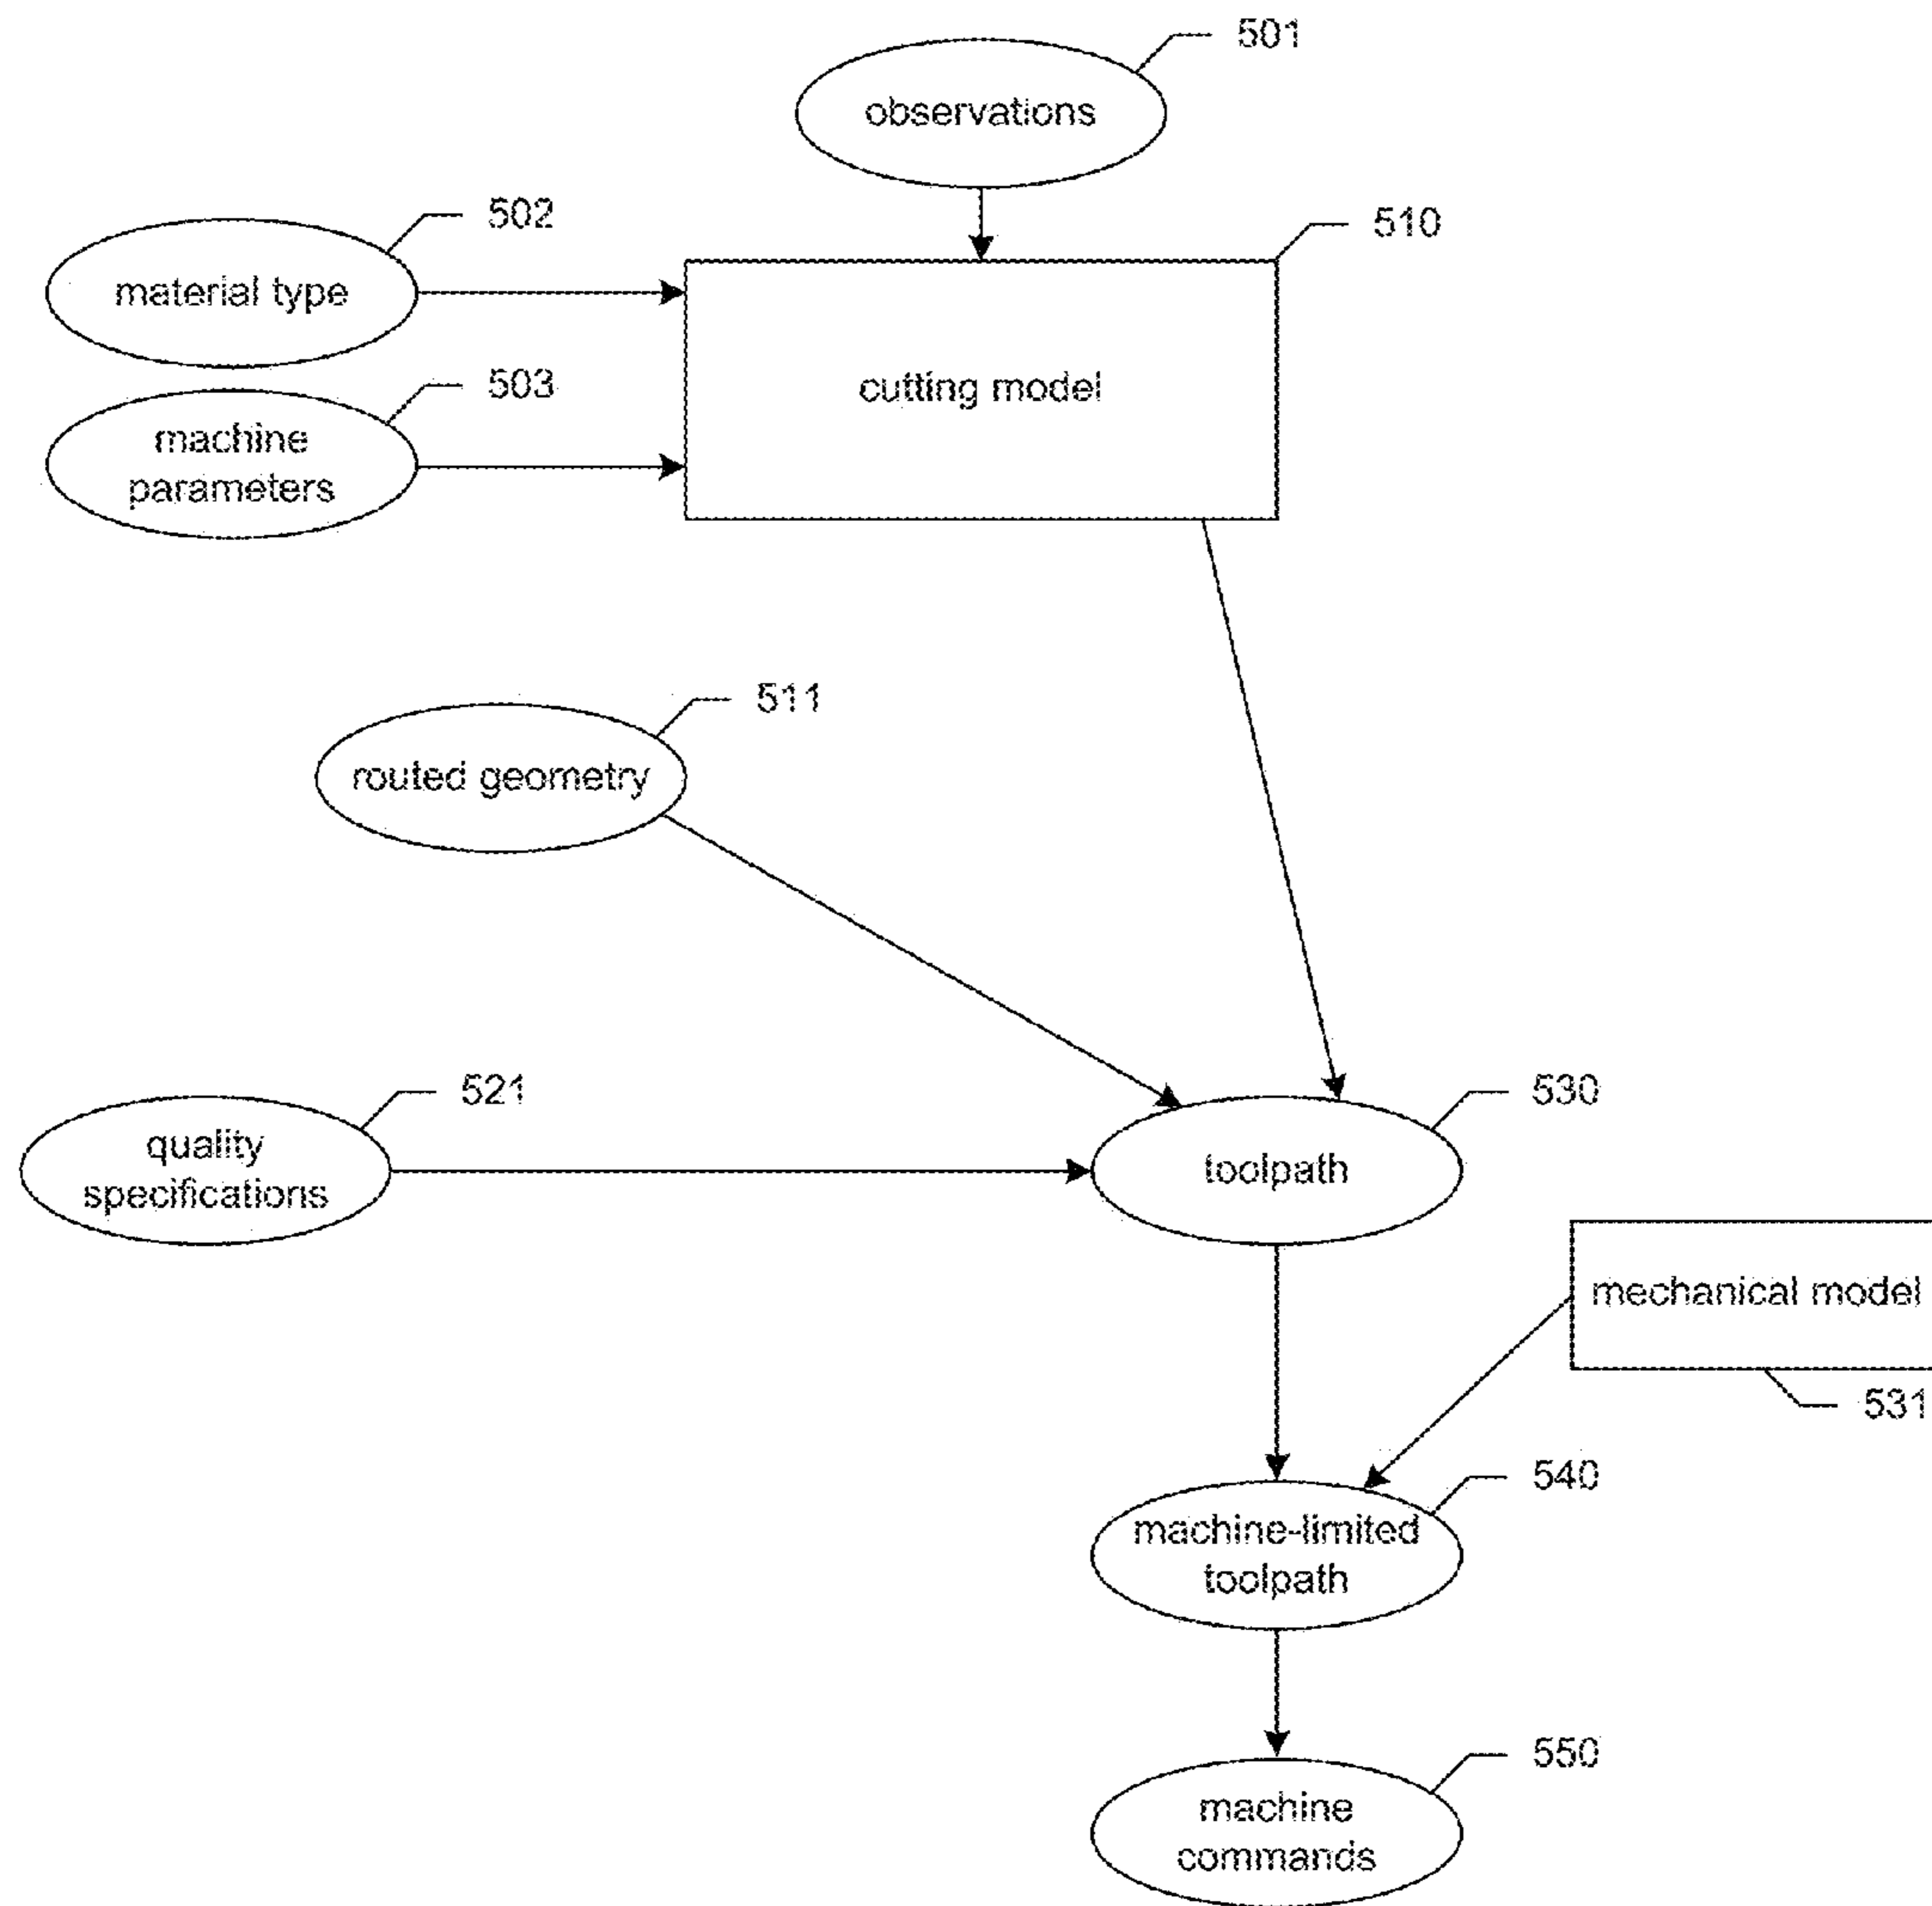 501
observations
502
material type
510
503
machine
parameters
cutting model
511
routed geometry
521
quality
specifications
530
toolpath
mechanical model
531
540
machine-limited
toolpath
550
machine
commands